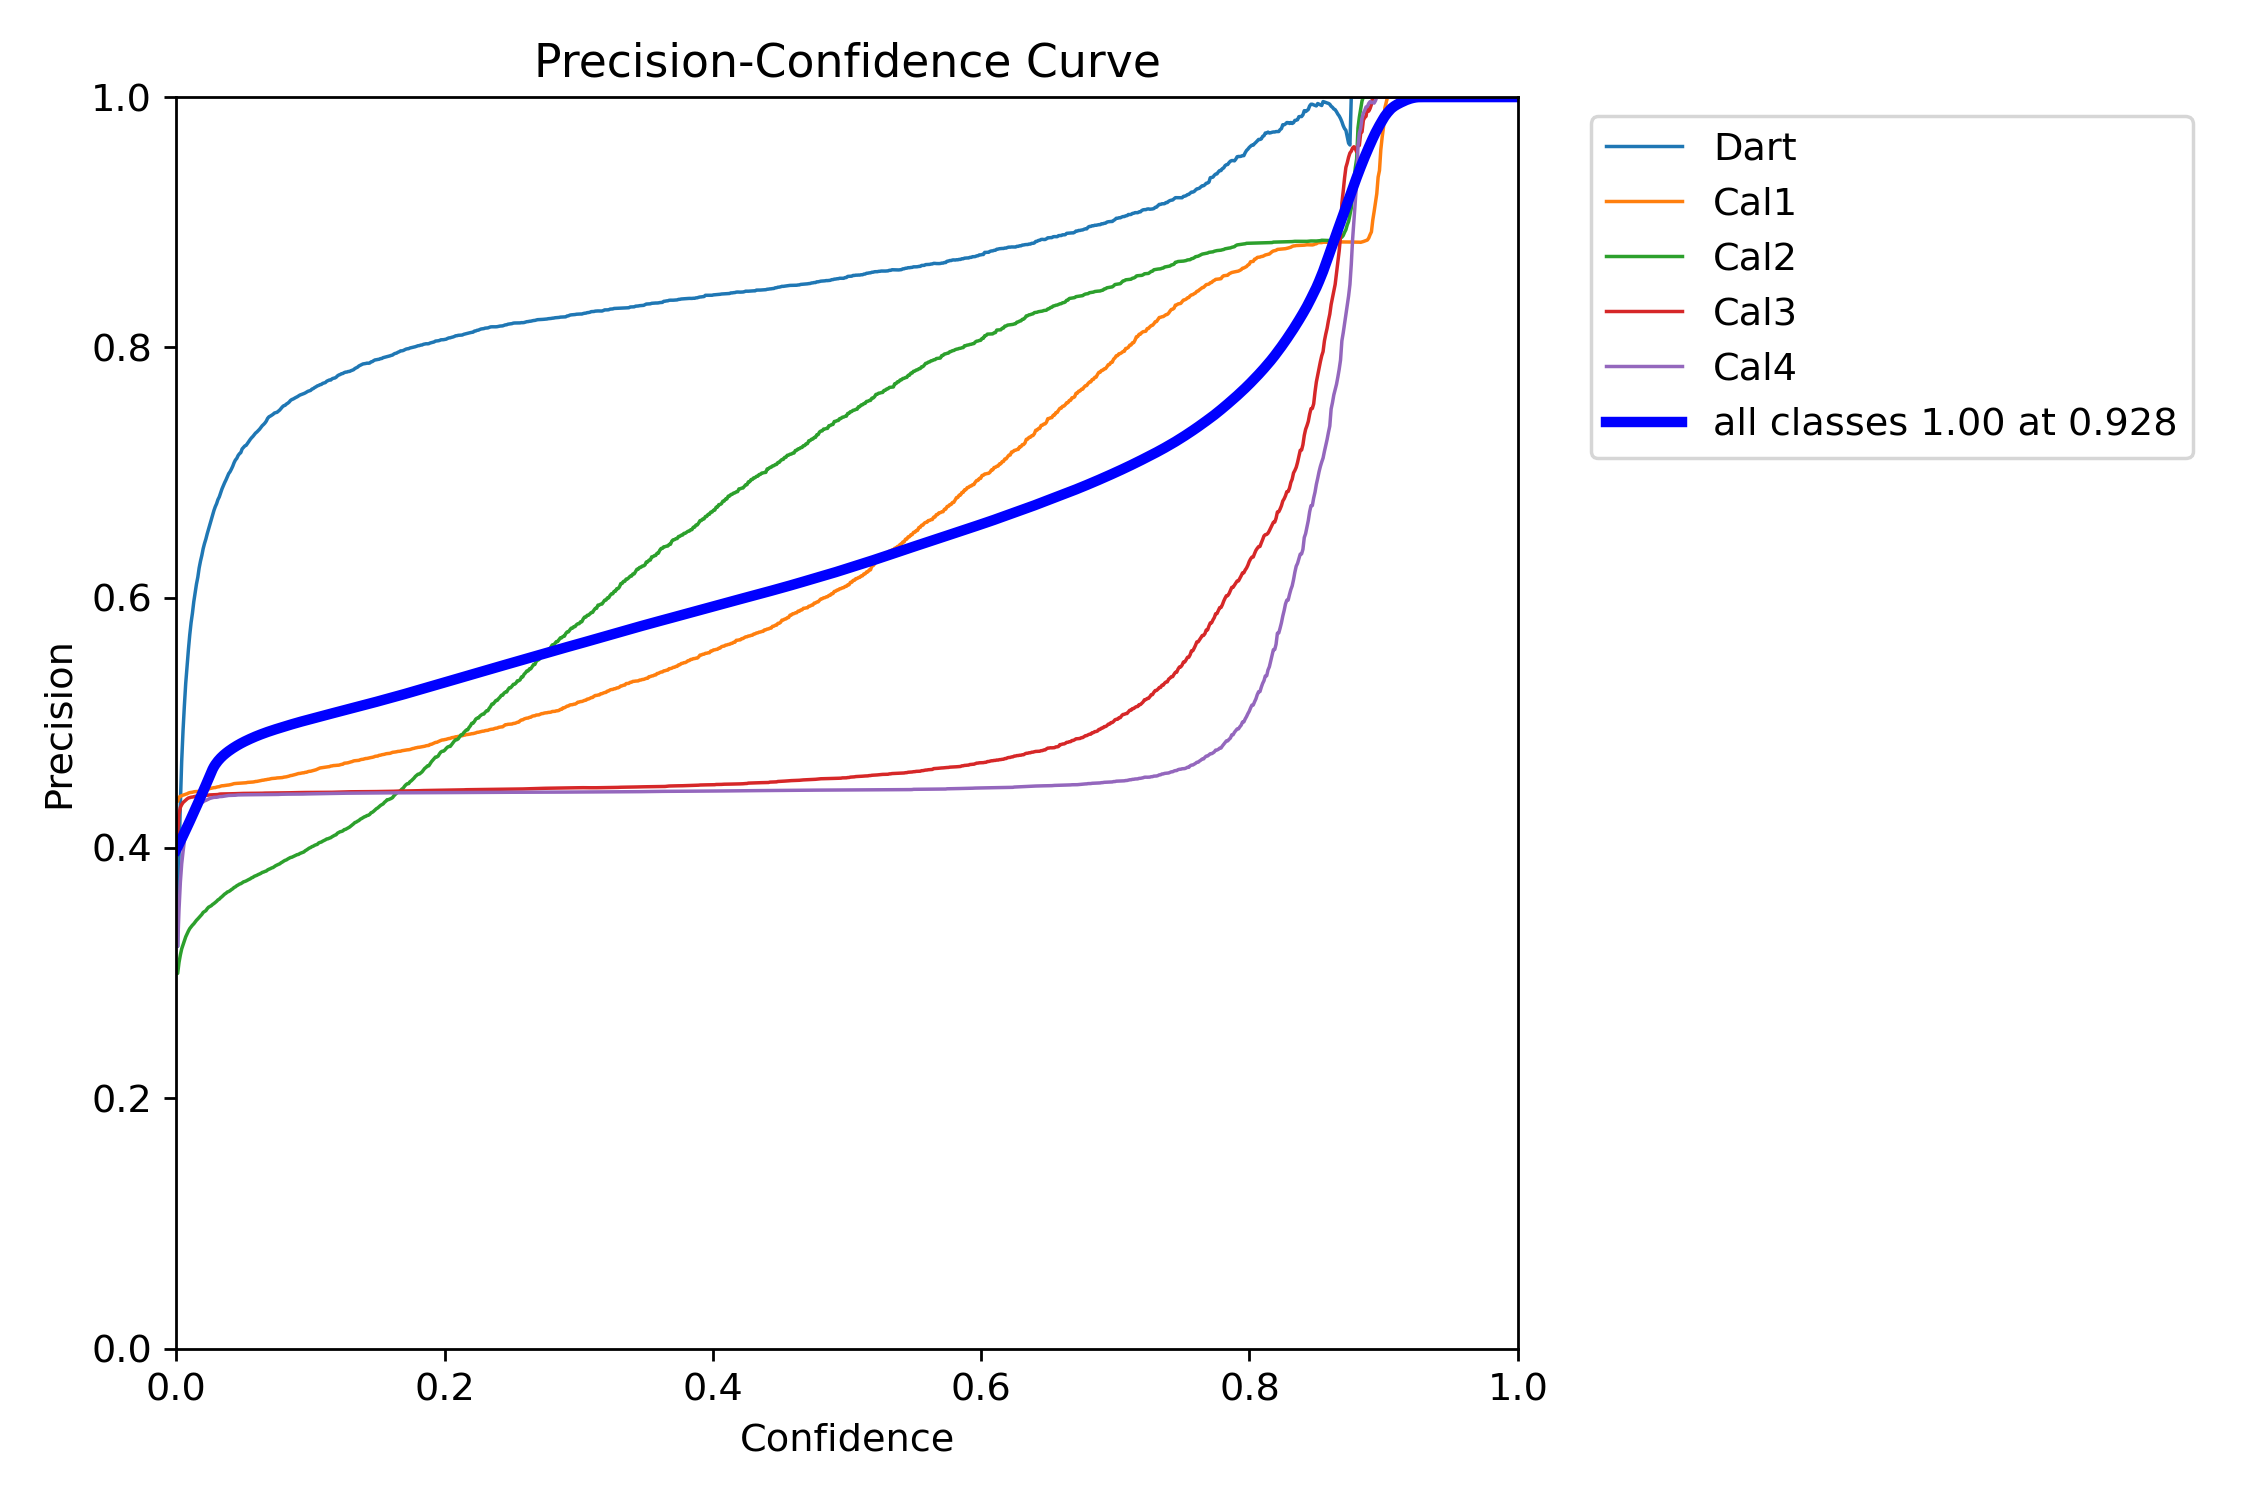 Precision-Confidence Curve
1.0
0.8
0.6
0.4
0.2
0.0
Precision
0.0 0.2 0.4 0.6 0.8 1.0
Confidence
Dart
Cal1
Cal2
Cal3
Cal4
all classes 1.00 at 0.928